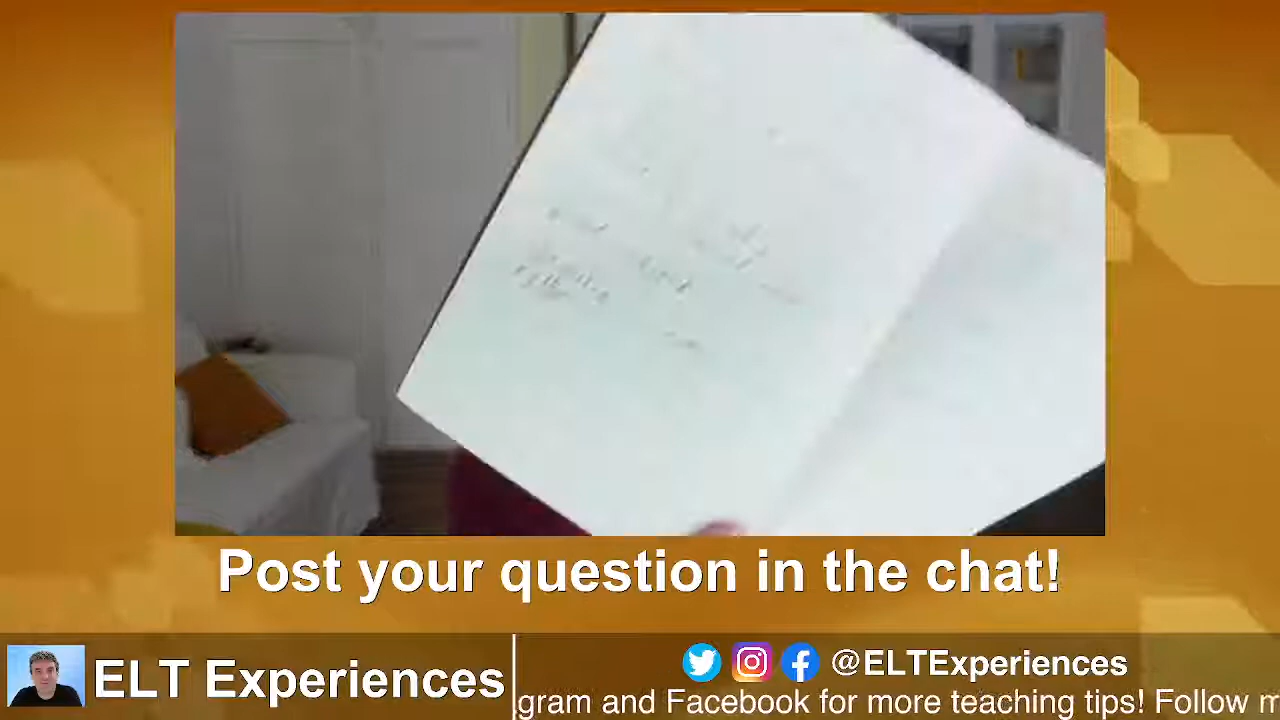 Post your question in the chat!
ELT Experiences
@ELTExperiences
gram and Facebook for more teaching tips! Follow m